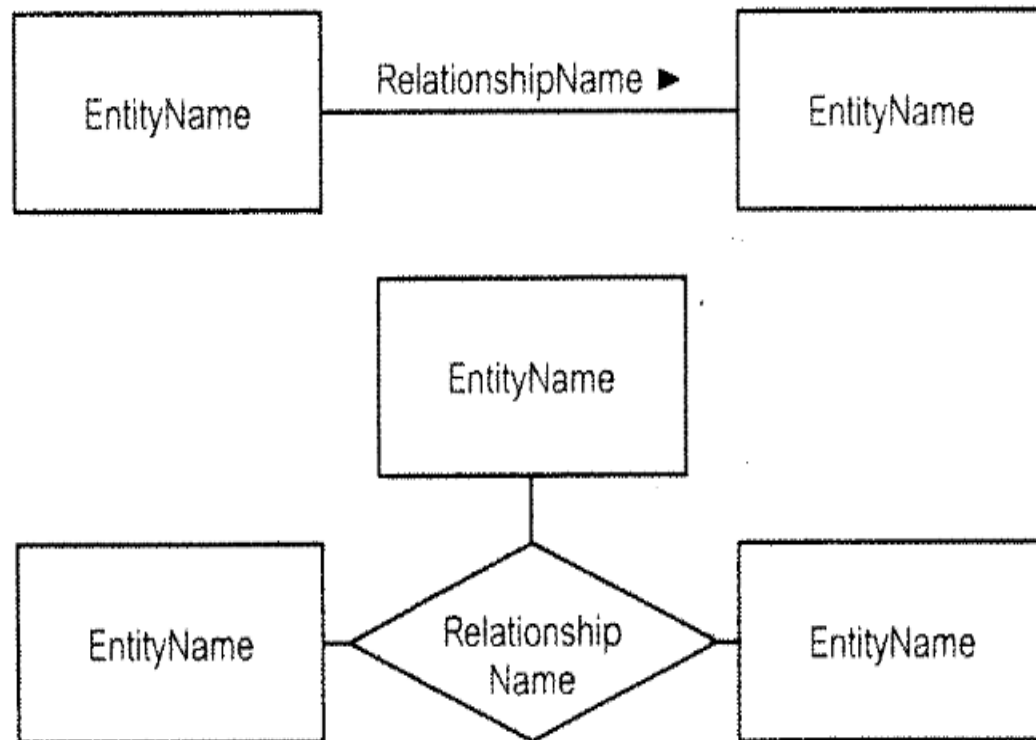 RelationshipName ►
EntityName
EntityName
EntityName
EntityName
Relationship
Name
EntityName